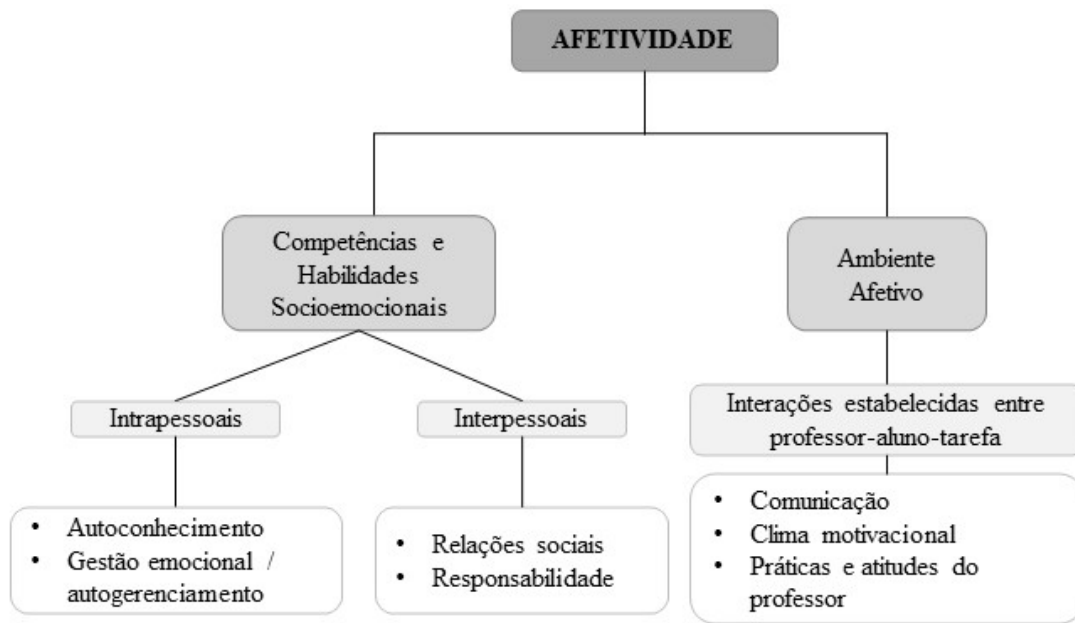 AFETIVIDADE
Competências e
Habilidades
Socioemocionais
Ambiente
Afetivo
Intrapessoais
Interpessoais
Interações estabelecidas entre
professor-aluno-tarefa
• Autoconhecimento
• Gestão emocional /
autogerenciamento
• Relações sociais
• Responsabilidade
• Comunicação
• Clima motivacional
• Práticas e atitudes do
professor